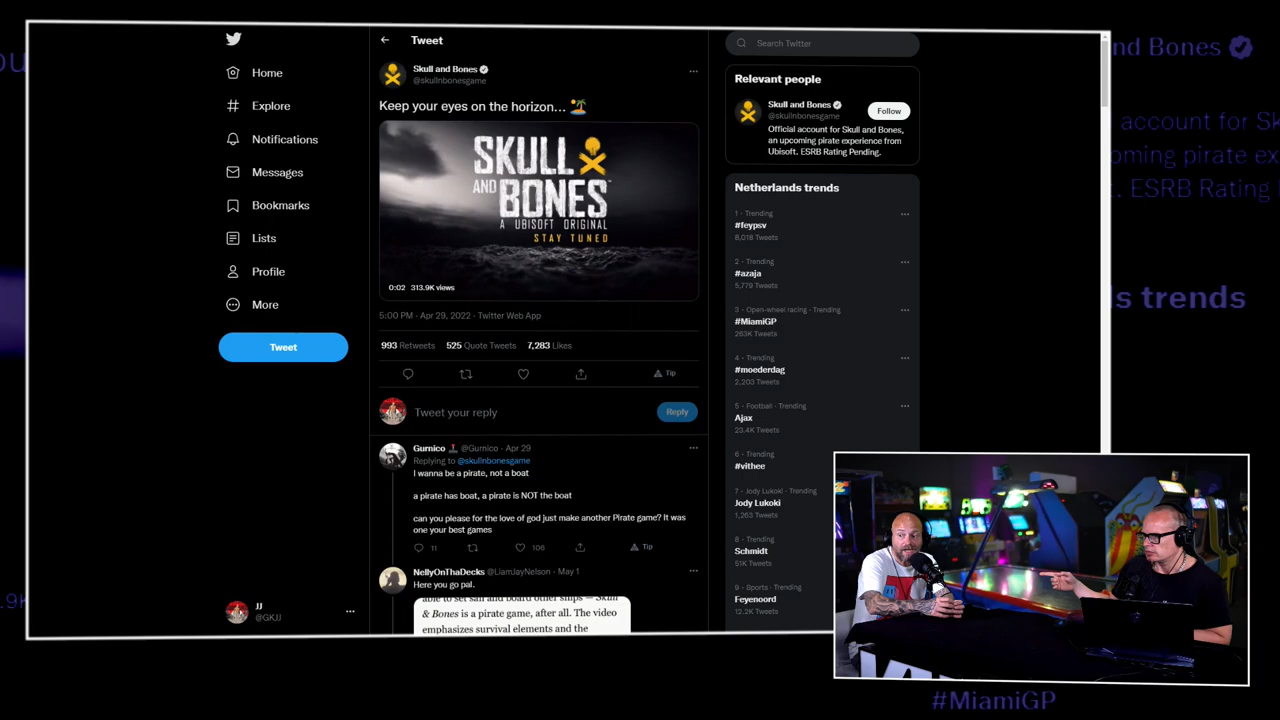 Home
Explore
Notifications
Messages
Bookmarks
Lists
Profile
More
Tweet
JJ
@GKJJ
Tweet
Skull and Bones
@skullnbonesgame
Keep your eyes on the horizon...
SKULL
AND BONES
A UBISOFT ORIGINAL
STAY TUNED
0:02 313.9K views
5:00 PM · Apr 29, 2022 · Twitter Web App
993 Retweets 525 Quote Tweets 7,283 Likes
Tip
Tweet your reply
Reply
Gurnico @Gurnico · Apr 29
Replying to @skullnbonesgame
I wanna be a pirate, not a boat
a pirate has boat, a pirate is NOT the boat
can you please for the love of god just make another Pirate game? It was
one your best games
11 106 Tip
NellyOnThaDecks @LiamJayNelson · May 1
Here you go pal.
able to set sail and board other ships — Skull
& Bones is a pirate game, after all. The video
emphasizes survival elements and the
Search Twitter
Relevant people
Skull and Bones
@skullnbonesgame
Follow
Official account for Skull and Bones,
an upcoming pirate experience from
Ubisoft. ESRB Rating Pending.
Netherlands trends
1 · Trending
#feypsv
8,018 Tweets
2 · Trending
#azaja
5,779 Tweets
3 · Open-wheel racing · Trending
#MiamiGP
263K Tweets
4 · Trending
#moederdag
2,203 Tweets
5 · Football · Trending
Ajax
23.4K Tweets
6 · Trending
#vithee
7 · Jody Lukoki · Trending
Jody Lukoki
1,263 Tweets
8 · Trending
Schmidt
51K Tweets
9 · Sports · Trending
Feyenoord
12.2K Tweets
nd Bones
account for Sk
oming pirate ex
t. ESRB Rating
s trends
#MiamiGP